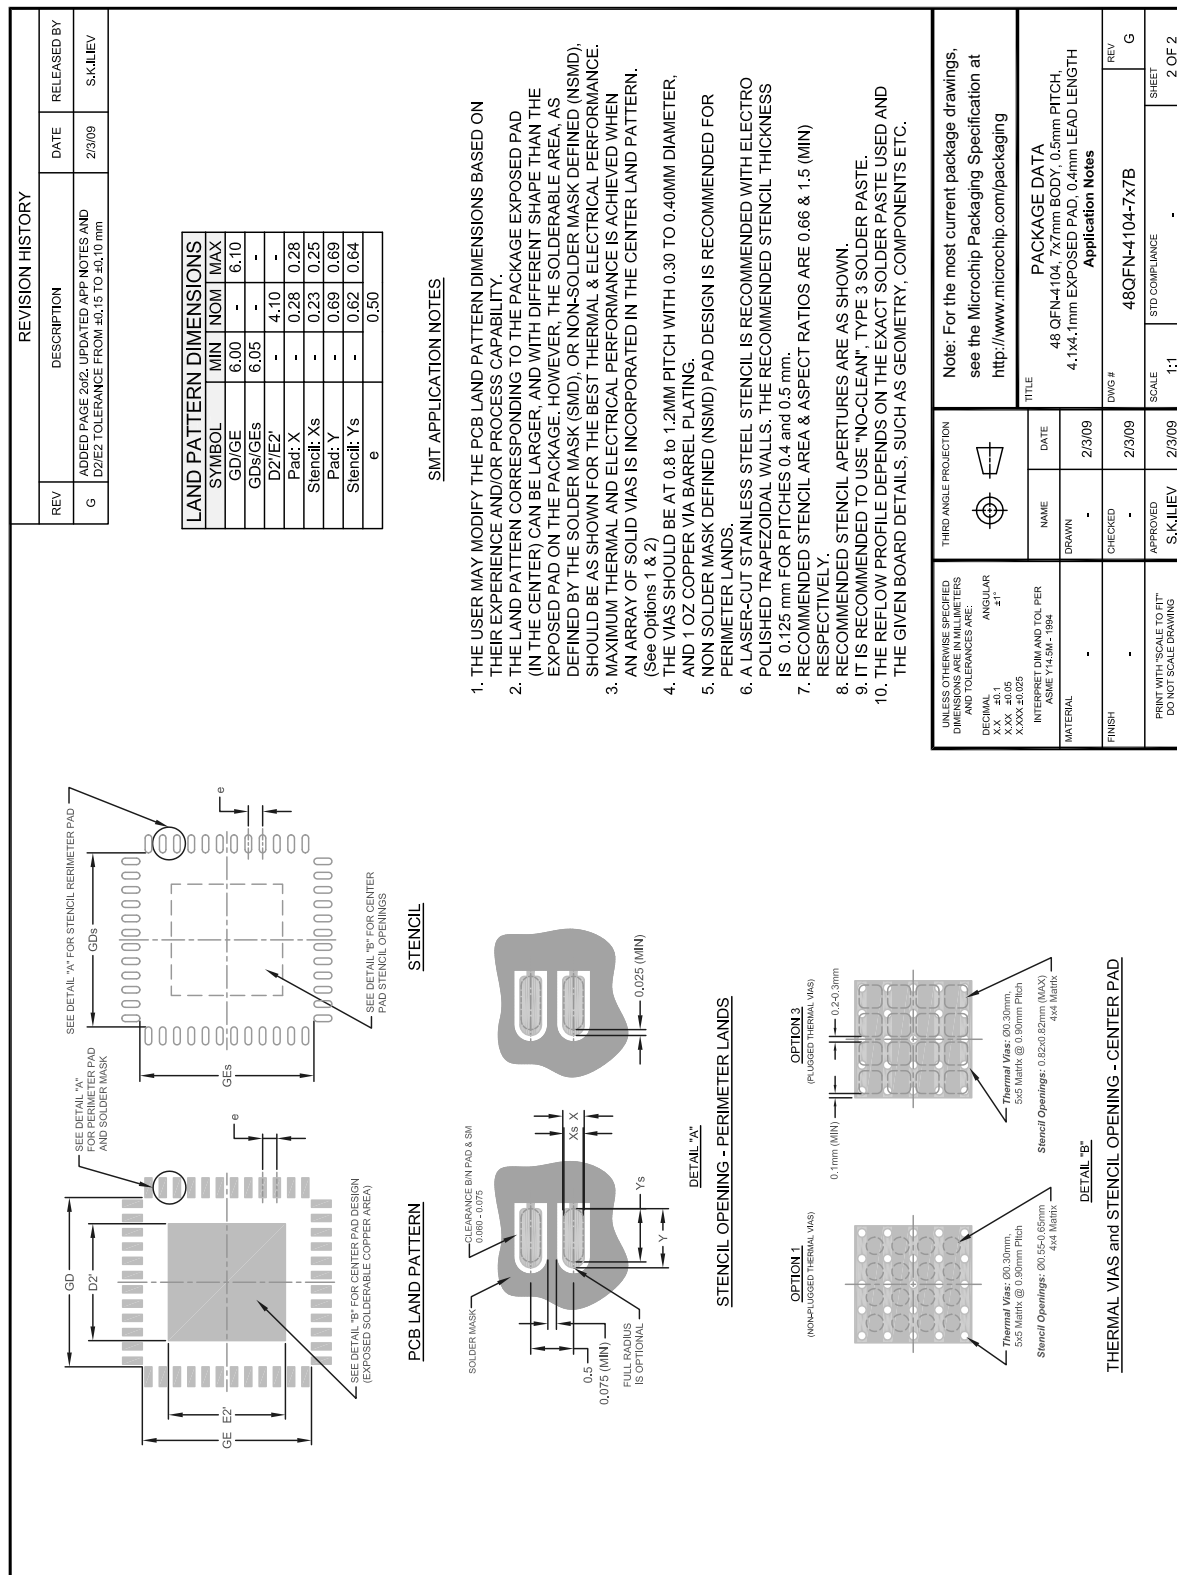 REVISION HISTORY
REV DESCRIPTION DATE RELEASED BY
G ADDED PAGE 2of2. UPDATED APP NOTES AND D2/E2 TOLERANCE FROM ±0.15 TO ±0.10 mm 2/3/09 S.K.ILIEV
LAND PATTERN DIMENSIONS
SYMBOL MIN NOM MAX
GD/GE 6.00 - 6.10
GDs/GEs 6.05 - -
D2'/E2' - 4.10 -
Pad: X - 0.28 0.28
Stencil: Xs - 0.23 0.25
Pad: Y - 0.69 0.69
Stencil: Ys - 0.62 0.64
e 0.50
SMT APPLICATION NOTES
1. THE USER MAY MODIFY THE PCB LAND PATTERN DIMENSIONS BASED ON
THEIR EXPERIENCE AND/OR PROCESS CAPABILITY.
2. THE LAND PATTERN CORRESPONDING TO THE PACKAGE EXPOSED PAD
(IN THE CENTER) CAN BE LARGER, AND WITH DIFFERENT SHAPE THAN THE
EXPOSED PAD ON THE PACKAGE. HOWEVER, THE SOLDERABLE AREA, AS
DEFINED BY THE SOLDER MASK (SMD), OR NON-SOLDER MASK DEFINED (NSMD),
SHOULD BE AS SHOWN FOR THE BEST THERMAL & ELECTRICAL PERFORMANCE.
3. MAXIMUM THERMAL AND ELECTRICAL PERFORMANCE IS ACHIEVED WHEN
AN ARRAY OF SOLID VIAS IS INCORPORATED IN THE CENTER LAND PATTERN.
(See Options 1 & 2)
4. THE VIAS SHOULD BE AT 0.8 to 1.2MM PITCH WITH 0.30 TO 0.40MM DIAMETER,
AND 1 OZ COPPER VIA BARREL PLATING.
5. NON SOLDER MASK DEFINED (NSMD) PAD DESIGN IS RECOMMENDED FOR
PERIMETER LANDS.
6. A LASER-CUT STAINLESS STEEL STENCIL IS RECOMMENDED WITH ELECTRO
POLISHED TRAPEZOIDAL WALLS. THE RECOMMENDED STENCIL THICKNESS
IS 0.125 mm FOR PITCHES 0.4 and 0.5 mm.
7. RECOMMENDED STENCIL AREA & ASPECT RATIOS ARE 0.66 & 1.5 (MIN)
RESPECTIVELY.
8. RECOMMENDED STENCIL APERTURES ARE AS SHOWN.
9. IT IS RECOMMENDED TO USE "NO-CLEAN", TYPE 3 SOLDER PASTE.
10. THE REFLOW PROFILE DEPENDS ON THE EXACT SOLDER PASTE USED AND
THE GIVEN BOARD DETAILS, SUCH AS GEOMETRY, COMPONENTS ETC.
SEE DETAIL "A"
FOR PERIMETER PAD
AND SOLDER MASK
GD
D2'
GE
E2'
e
SEE DETAIL "B" FOR CENTER PAD DESIGN
(EXPOSED SOLDERABLE COPPER AREA)
PCB LAND PATTERN
SEE DETAIL "A" FOR STENCIL RERIMETER PAD
GDs
GEs
e
SEE DETAIL "B" FOR CENTER
PAD STENCIL OPENINGS
STENCIL
SOLDER MASK
CLEARANCE B/N PAD & SM
0.060 - 0.075
Xs X
Ys
Y
0.5
0.075 (MIN)
FULL RADIUS
IS OPTIONAL
0.025 (MIN)
DETAIL "A"
STENCIL OPENING - PERIMETER LANDS
OPTION 1
(NON-PLUGGED THERMAL VIAS)
Thermal Vias: Ø0.30mm,
5x5 Matrix @ 0.90mm Pitch
Stencil Openings: Ø0.55-0.65mm
4x4 Matrix
OPTION 3
(PLUGGED THERMAL VIAS)
0.1mm (MIN)
0.2-0.3mm
Thermal Vias: Ø0.30mm,
5x5 Matrix @ 0.90mm Pitch
Stencil Openings: 0.82x0.82mm (MAX)
4x4 Matrix
DETAIL "B"
THERMAL VIAS and STENCIL OPENING - CENTER PAD
UNLESS OTHERWISE SPECIFIED
DIMENSIONS ARE IN MILLIMETERS
AND TOLERANCES ARE:
DECIMAL ANGULAR
X.X ±0.1 ±1°
X.XX ±0.05
X.XXX ±0.025
INTERPRET DIM AND TOL PER
ASME Y14.5M - 1994
MATERIAL
-
FINISH
-
PRINT WITH "SCALE TO FIT"
DO NOT SCALE DRAWING
THIRD ANGLE PROJECTION
NAME DATE
DRAWN
- 2/3/09
CHECKED
- 2/3/09
APPROVED
S.K.ILIEV 2/3/09
Note: For the most current package drawings,
see the Microchip Packaging Specification at
http://www.microchip.com/packaging
TITLE
PACKAGE DATA
48 QFN-4104, 7x7mm BODY, 0.5mm PITCH,
4.1x4.1mm EXPOSED PAD, 0.4mm LEAD LENGTH
Application Notes
DWG # 48QFN-4104-7x7B REV G
SCALE 1:1 STD COMPLIANCE - SHEET 2 OF 2